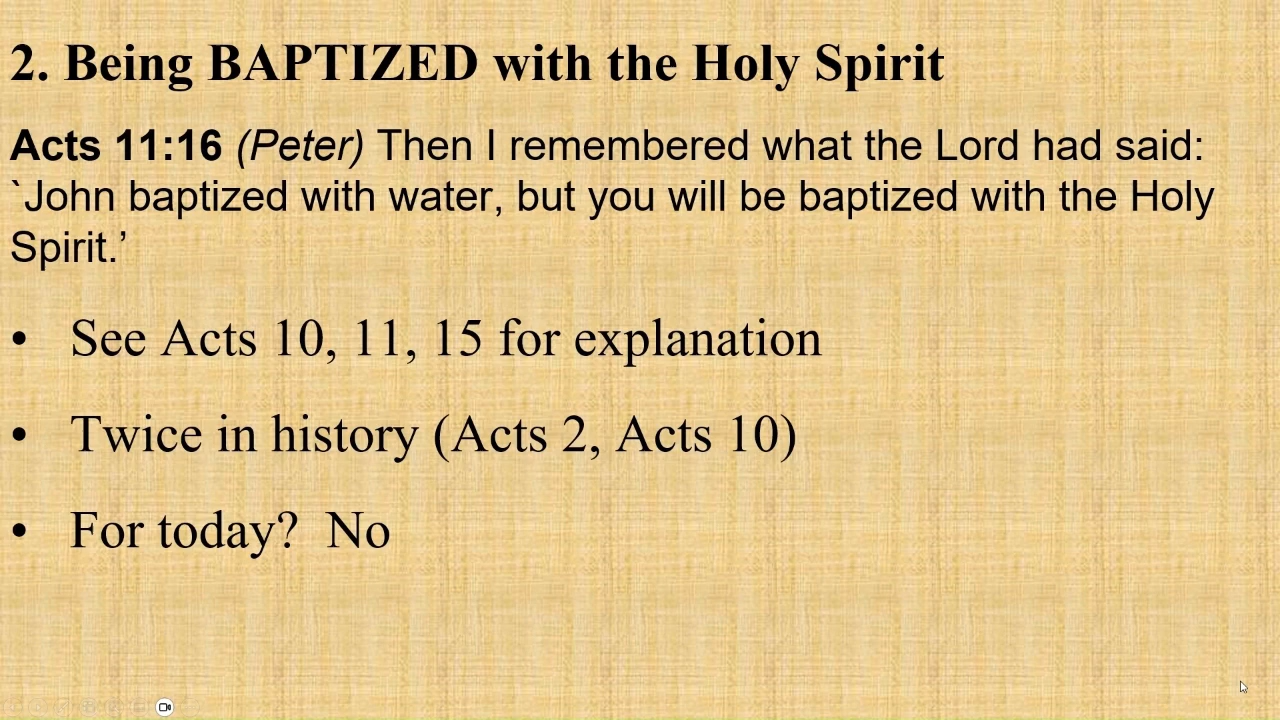 2. Being BAPTIZED with the Holy Spirit
Acts 11:16 (Peter) Then I remembered what the Lord had said:
`John baptized with water, but you will be baptized with the Holy
Spirit.’
• See Acts 10, 11, 15 for explanation
• Twice in history (Acts 2, Acts 10)
• For today?  No